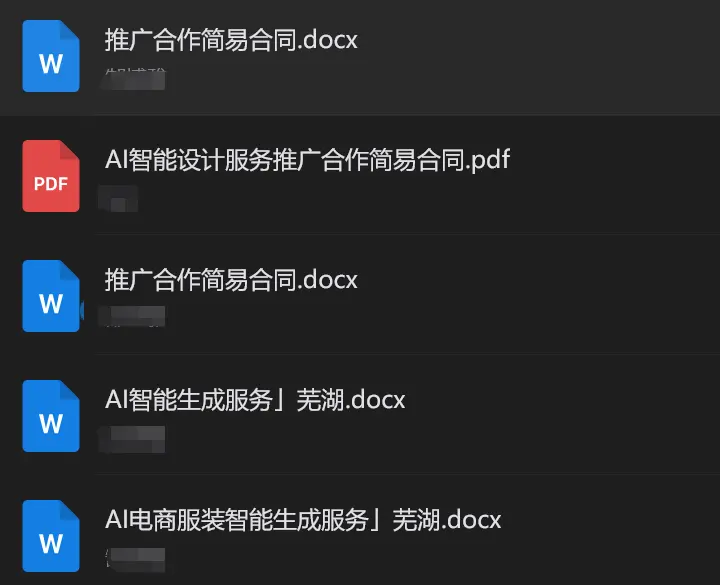 W
推广合作简易合同.docx
PDF
AI智能设计服务推广合作简易合同.pdf
W
推广合作简易合同.docx
W
AI智能生成服务」芜湖.docx
W
AI电商服装智能生成服务」芜湖.docx